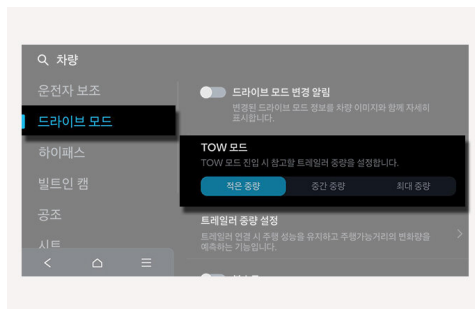 차량
운전자 보조
드라이브 모드
하이패스
빌트인 캠
공조
시트
드라이브 모드 변경 알림
변경된 드라이브 모드 정보를 차량 이미지와 함께 자세히
표시합니다.
TOW 모드
TOW 모드 진입 시 참고할 트레일러 중량을 설정합니다.
적은 중량
중간 중량
최대 중량
트레일러 중량 설정
트레일러 연결 시 주행 성능을 유지하고 주행가능거리의 변화량을
예측하는 기능입니다.